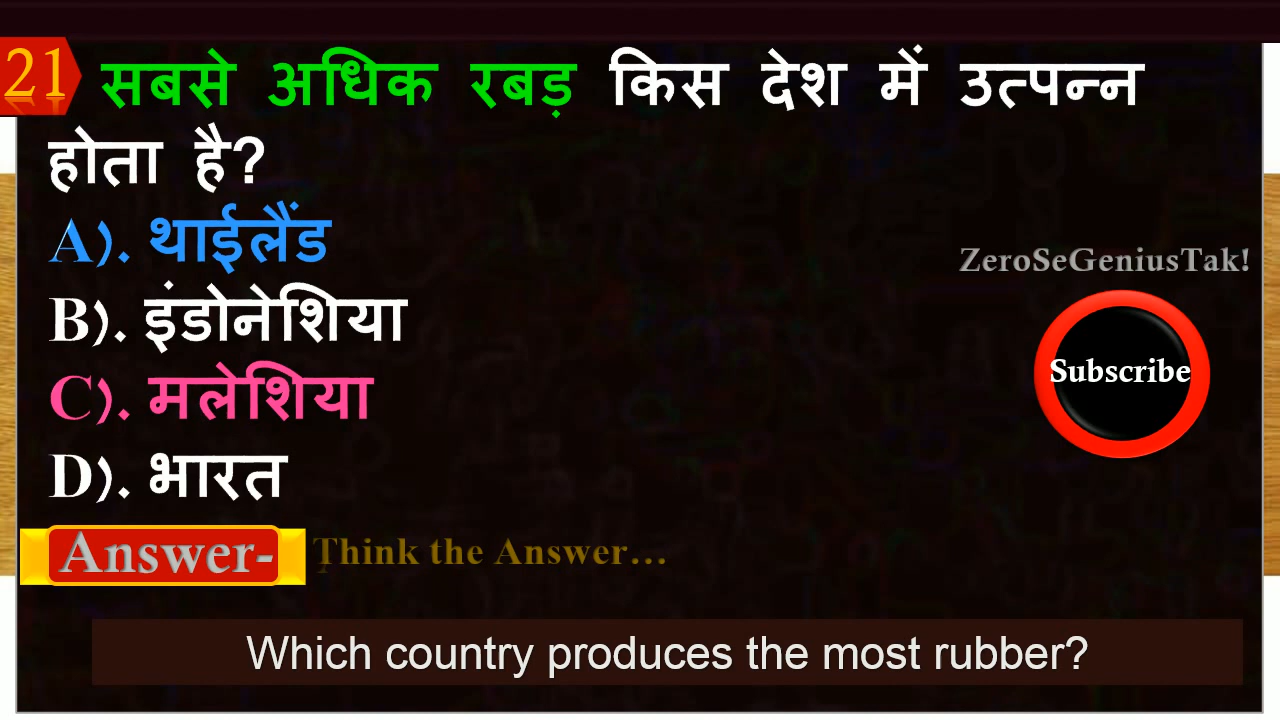 21 सबसे अधिक रबड़ किस देश में उत्पन्न
होता है?
A). थाईलैंड
B). इंडोनेशिया
C). मलेशिया
D). भारत
ZeroSeGeniusTak!
Subscribe
Answer- Think the Answer...
Which country produces the most rubber?